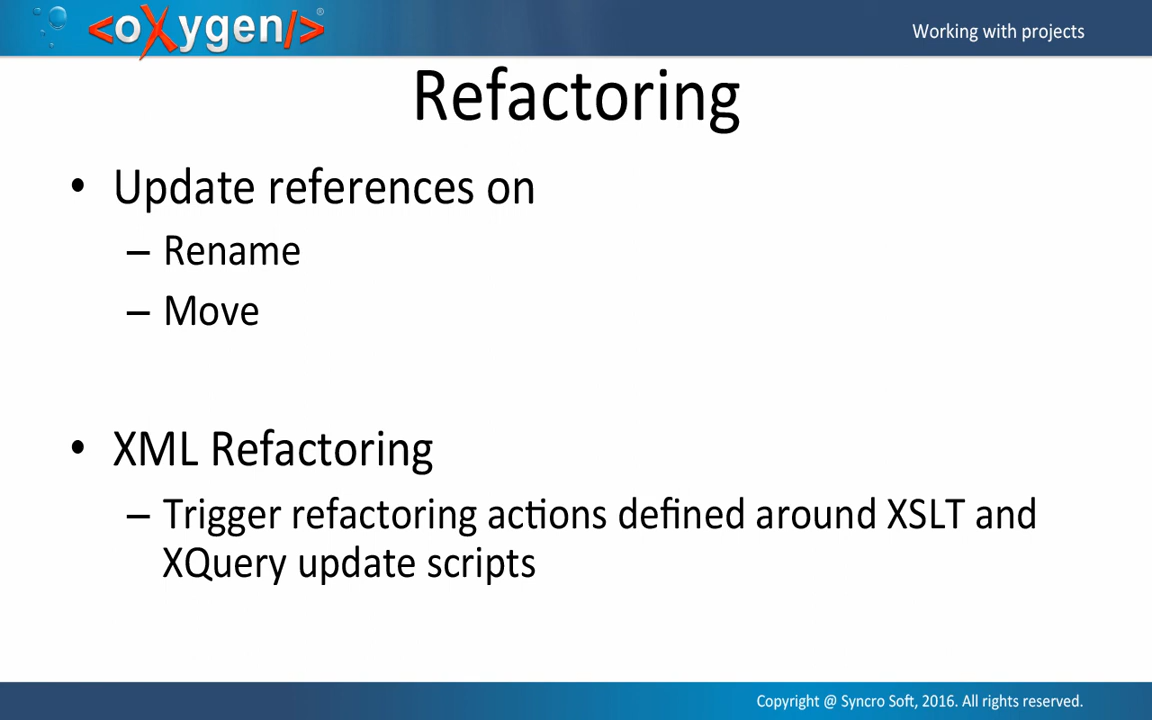 <oXygen/>®
Working with projects
Refactoring
• Update references on
– Rename
– Move
• XML Refactoring
– Trigger refactoring actions defined around XSLT and
XQuery update scripts
Copyright @ Syncro Soft, 2016. All rights reserved.